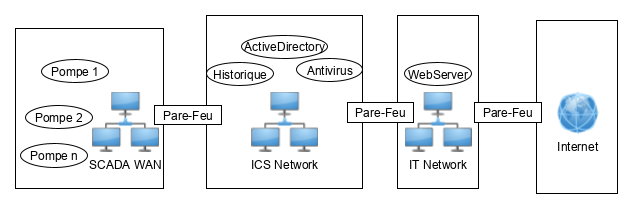 Pompe 1
Pompe 2
Pompe n
SCADA WAN
Pare-Feu
ActiveDirectory
Historique
Antivirus
ICS Network
Pare-Feu
WebServer
IT Network
Pare-Feu
Internet